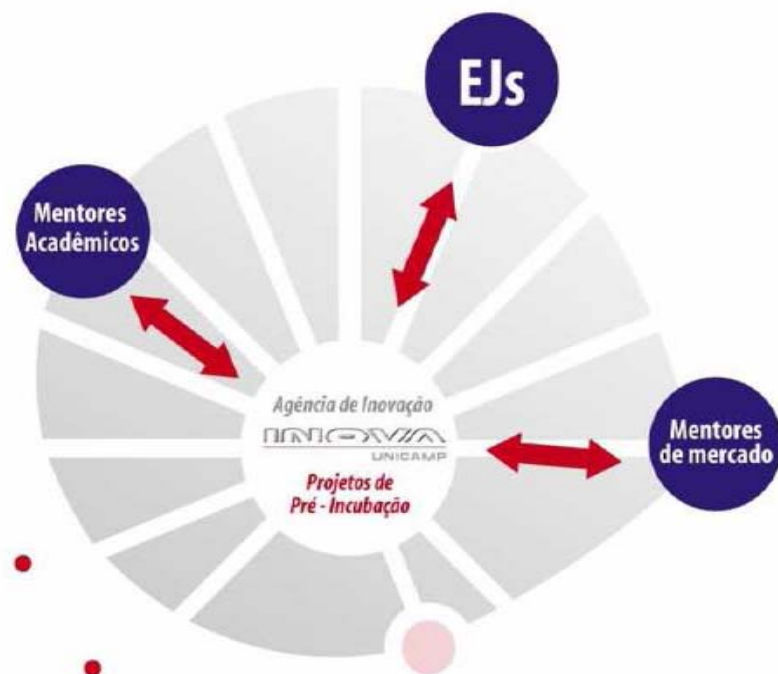 EJs
Mentores
Acadêmicos
Agência de Inovação
INOVA
UNICAMP
Projetos de
Pré - Incubação
Mentores
de mercado